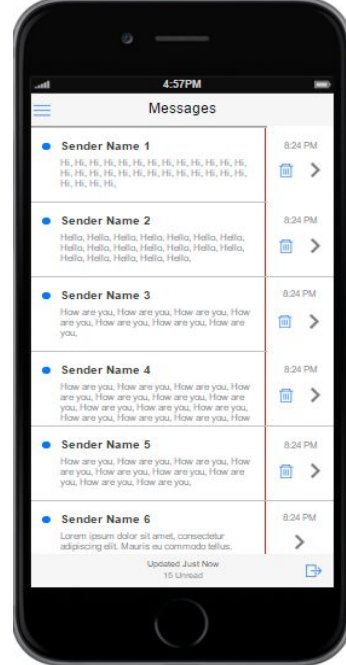 4:57PM
Messages
Sender Name 1
8:24 PM
Hi, Hi, Hi, Hi, Hi, Hi, Hi, Hi, Hi, Hi, Hi, Hi, Hi,
Hi, Hi, Hi, Hi, Hi, Hi, Hi, Hi, Hi, Hi, Hi, Hi, Hi,
Hi, Hi, Hi, Hi,
Sender Name 2
8:24 PM
Hello, Hello, Hello, Hello, Hello, Hello, Hello,
Hello, Hello, Hello, Hello, Hello, Hello, Hello,
Hello, Hello, Hello, Hello, Hello,
Sender Name 3
8:24 PM
How are you, How are you, How are you, How
are you, How are you, How are you, How are
you,
Sender Name 4
8:24 PM
How are you, How are you, How are you, How
are you, How are you, How are you, How are
you, How are you, How are you, How are you,
How are you, How are you, How are you, How
Sender Name 5
8:24 PM
How are you, How are you, How are you, How
are you, How are you, How are you, How are
you, How are you, How are you,
Sender Name 6
8:24 PM
Lorem ipsum dolor sit amet, consectetur
adipiscing elit. Mauris eu commodo tellus.
Updated Just Now
15 Unread